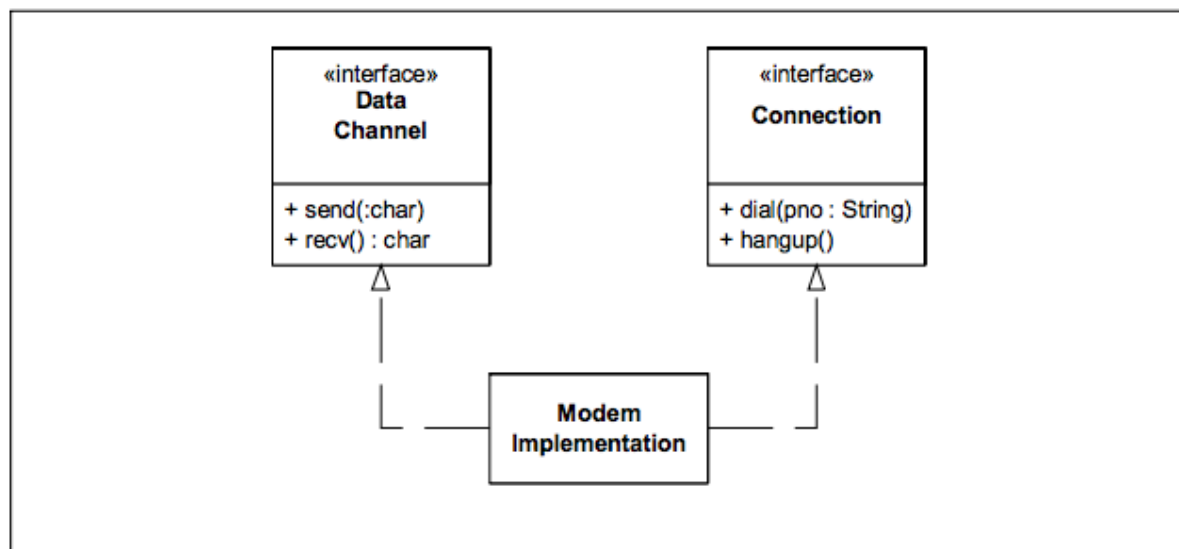 «interface»
Data
Channel
+ send(:char)
+ recv() : char
«interface»
Connection
+ dial(pno : String)
+ hangup()
Modem
Implementation